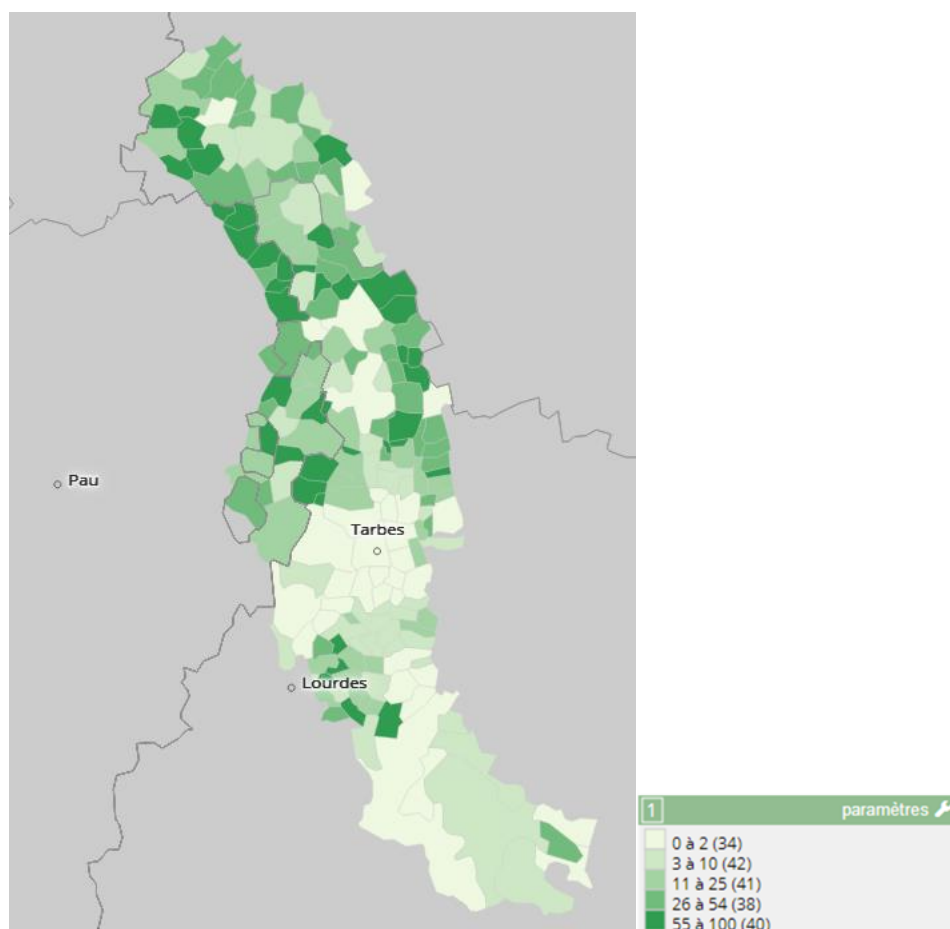 Pau
Tarbes
Lourdes
1 paramètres
0 à 2 (34)
3 à 10 (42)
11 à 25 (41)
26 à 54 (38)
55 à 100 (40)